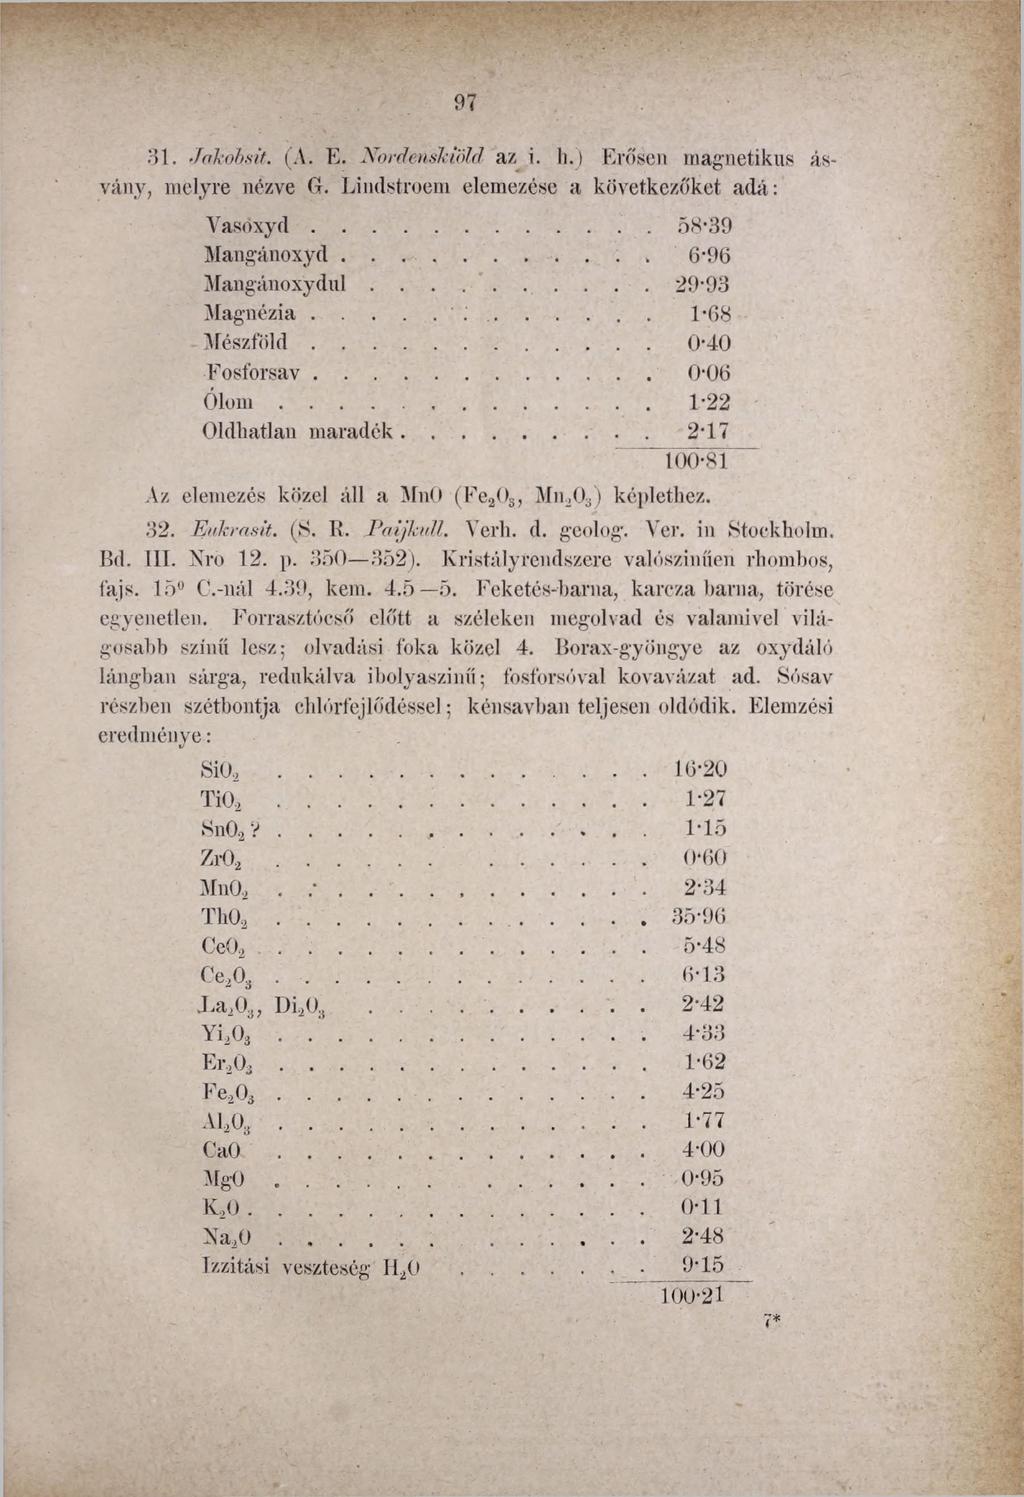 97
31. Jakobsit. (A. E. Nordenskiöld az i. h.) Erősen magnetikus ás-
vány, melyre nézve G. Lindstroem elemezése a következőket adá:
Vasóxyd . . . . . . . . . . . . 58·39
Mangánoxyd . . . . . . . . . . . 6·96
Mangánoxydul . . . . . . . . . . 29·93
Magnézia . . . . . . . . . . . . 1·68
Mészföld . . . . . . . . . . . . 0·40
Fosforsav . . . . . . . . . . . . 0·06
Ólom . . . . . . . . . . . . . 1·22
Oldhatlan maradék . . . . . . . . . 2·17
100·81
Az elemezés közel áll a MnO (Fe₂O₃, Mn₂O₃) képlethez.
32. Eukrasit. (S. R. Paijkull. Verh. d. geolog. Ver. in Stockholm.
Bd. III. Nro 12. p. 350—352). Kristályrendszere valószinűen rhombos,
fajs. 15⁰ C.-nál 4.39, kem. 4.5—5. Feketés-barna, karcza barna, törése
egyenetlen. Forrasztócső előtt a széleken megolvad és valamivel vilá-
gosabb színű lesz; olvadási foka közel 4. Borax-gyöngye az oxydáló
lángban sárga, redukálva ibolyaszinű; fosforsóval kovavázat ad. Sósav
részben szétbontja chlórfejlődéssel; kénsavban teljesen oldódik. Elemzési
eredménye:
SiO₂ . . . . . . . . . . . . . 16·20
TiO₂ . . . . . . . . . . . . . 1·27
SnO₂? . . . . . . . . . . . . . 1·15
ZrO₂ . . . . . . . . . . . . . 0·60
MnO₂ . . . . . . . . . . . . . 2·34
ThO₂ . . . . . . . . . . . . . 35·96
CeO₂ . . . . . . . . . . . . . 5·48
Ce₂O₃ . . . . . . . . . . . . . 6·13
La₂O₃, Di₂O₃ . . . . . . . . . . 2·42
Yi₂O₃ . . . . . . . . . . . . . 4·33
Er₂O₃ . . . . . . . . . . . . . 1·62
Fe₂O₃ . . . . . . . . . . . . . 4·25
Al₂O₃ . . . . . . . . . . . . . 1·77
CaO . . . . . . . . . . . . . 4·00
MgO . . . . . . . . . . . . . 0·95
K₂O . . . . . . . . . . . . . . 0·11
Na₂O . . . . . . . . . . . . . 2·48
Izzitási veszteség H₂O . . . . . . . 9·15
100·21
7*